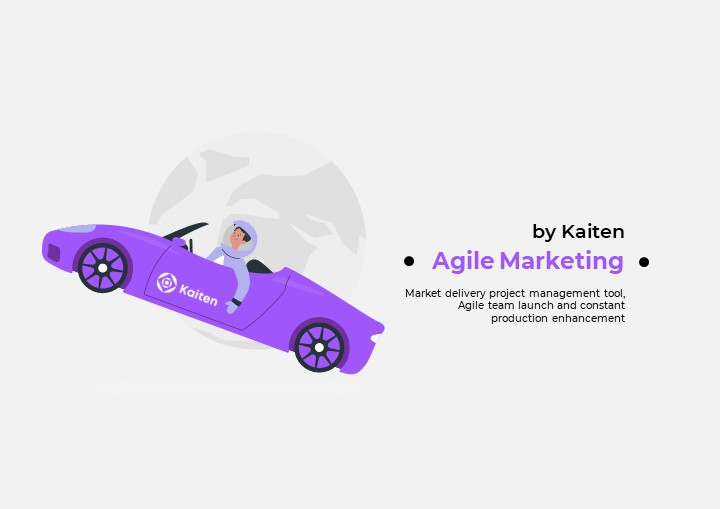 by Kaiten
Agile Marketing
Market delivery project management tool,
Agile team launch and constant
production enhancement
Kaiten